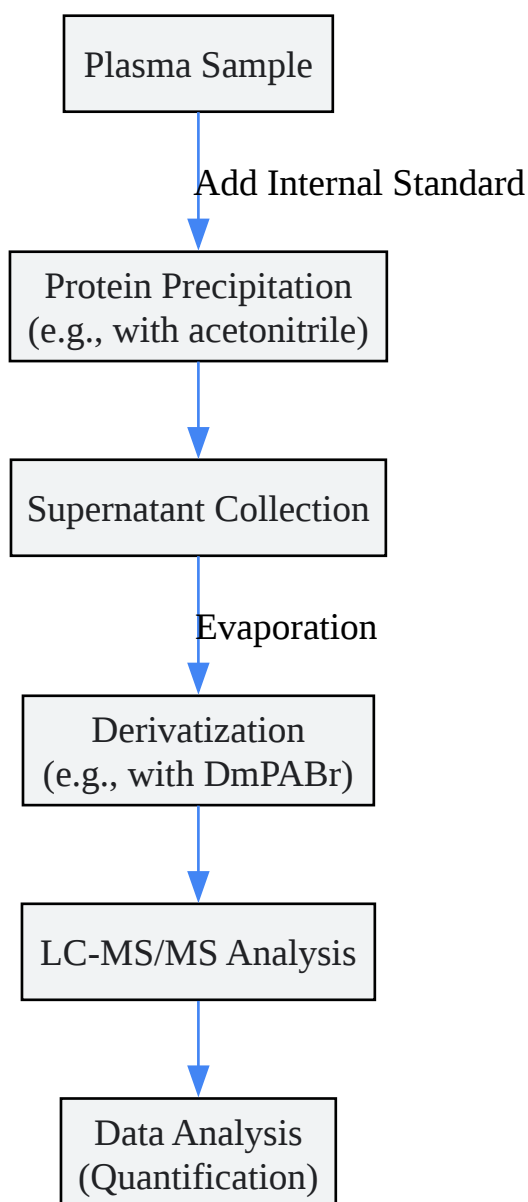 Plasma Sample
Add Internal Standard
Protein Precipitation
(e.g., with acetonitrile)
Supernatant Collection
Evaporation
Derivatization
(e.g., with DmPABr)
LC-MS/MS Analysis
Data Analysis
(Quantification)